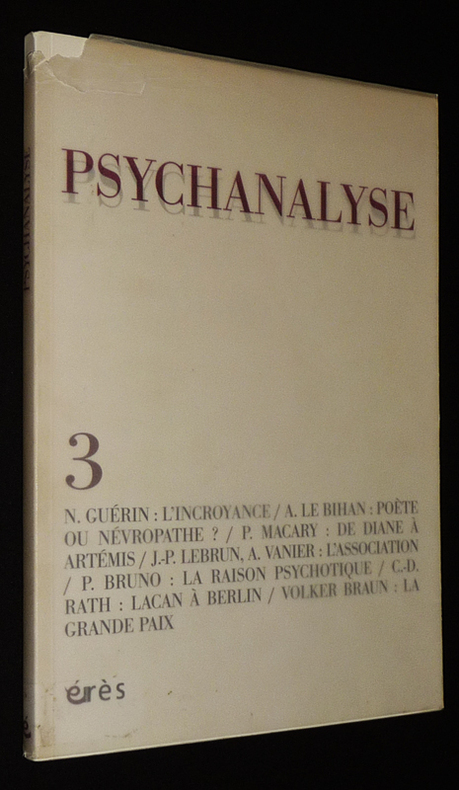 PSYCHANALYSE
PSYCHANALYSE
3
N. GUÉRIN : L'INCROYANCE / A. LE BIHAN : POÈTE
OU NÉVROPATHE ? / P. MACARY : DE DIANE À
ARTÉMIS / J.-P. LEBRUN, A. VANIER : L'ASSOCIATION
/ P. BRUNO : LA RAISON PSYCHOTIQUE / C.-D.
RATH : LACAN À BERLIN / VOLKER BRAUN : LA
GRANDE PAIX
érès